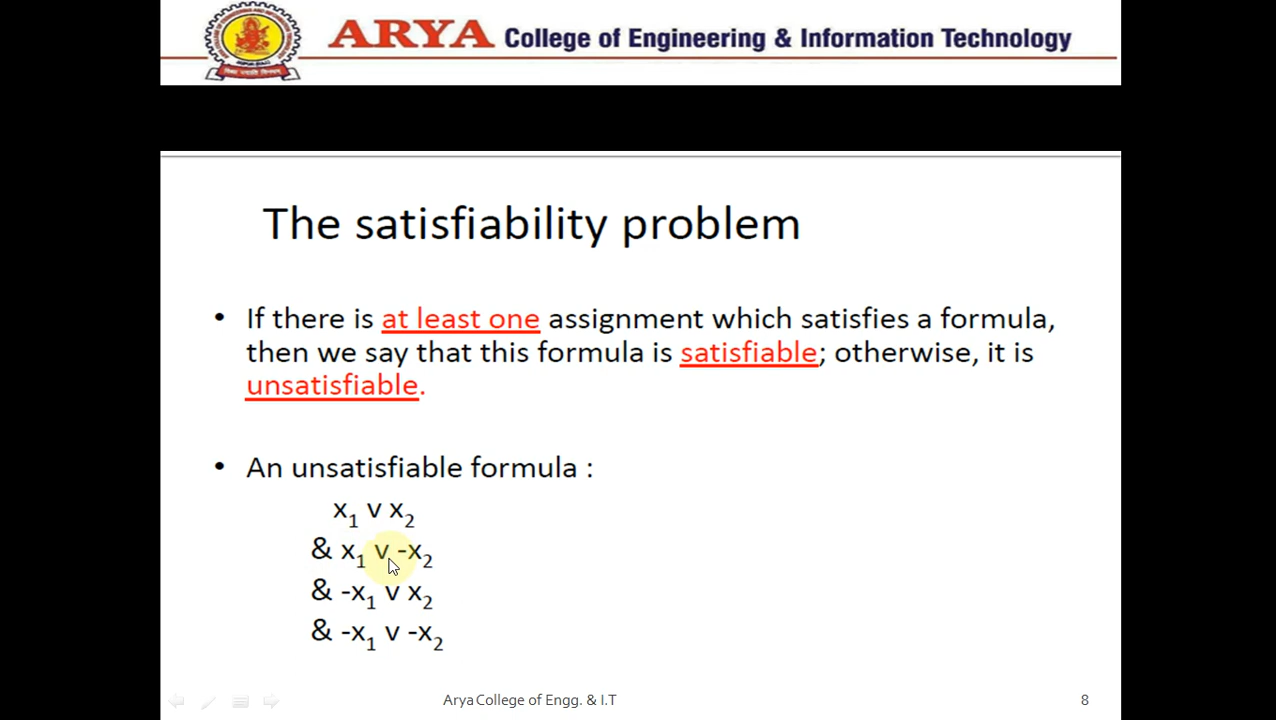 ARYA College of Engineering & Information Technology
The satisfiability problem
• If there is at least one assignment which satisfies a formula,
then we say that this formula is satisfiable; otherwise, it is
unsatisfiable.
• An unsatisfiable formula :
x₁ v x₂
& x₁ v -x₂
& -x₁ v x₂
& -x₁ v -x₂
Arya College of Engg. & I.T
8